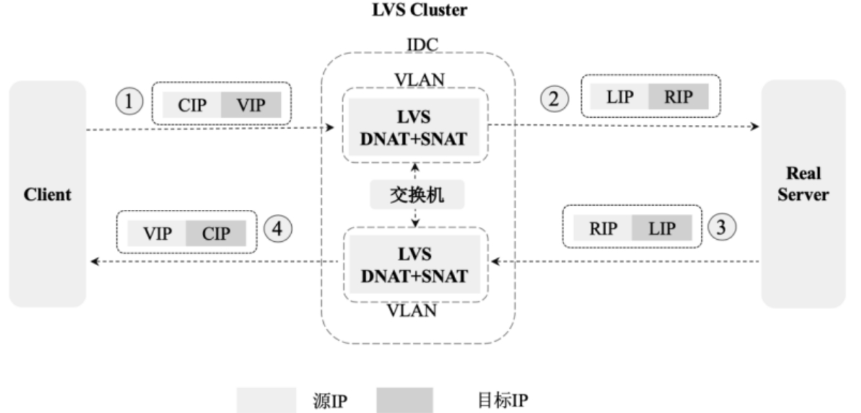 LVS Cluster
IDC
VLAN
① CIP VIP
② LIP RIP
LVS
DNAT+SNAT
Client
交换机
Real
Server
VIP CIP ④
RIP LIP ③
LVS
DNAT+SNAT
VLAN
源IP 目标IP